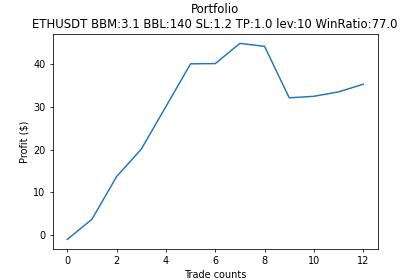 Portfolio
ETHUSDT BBM:3.1 BBL:140 SL:1.2 TP:1.0 lev:10 WinRatio:77.0
Profit ($)
40
30
20
10
0
0 2 4 6 8 10 12
Trade counts